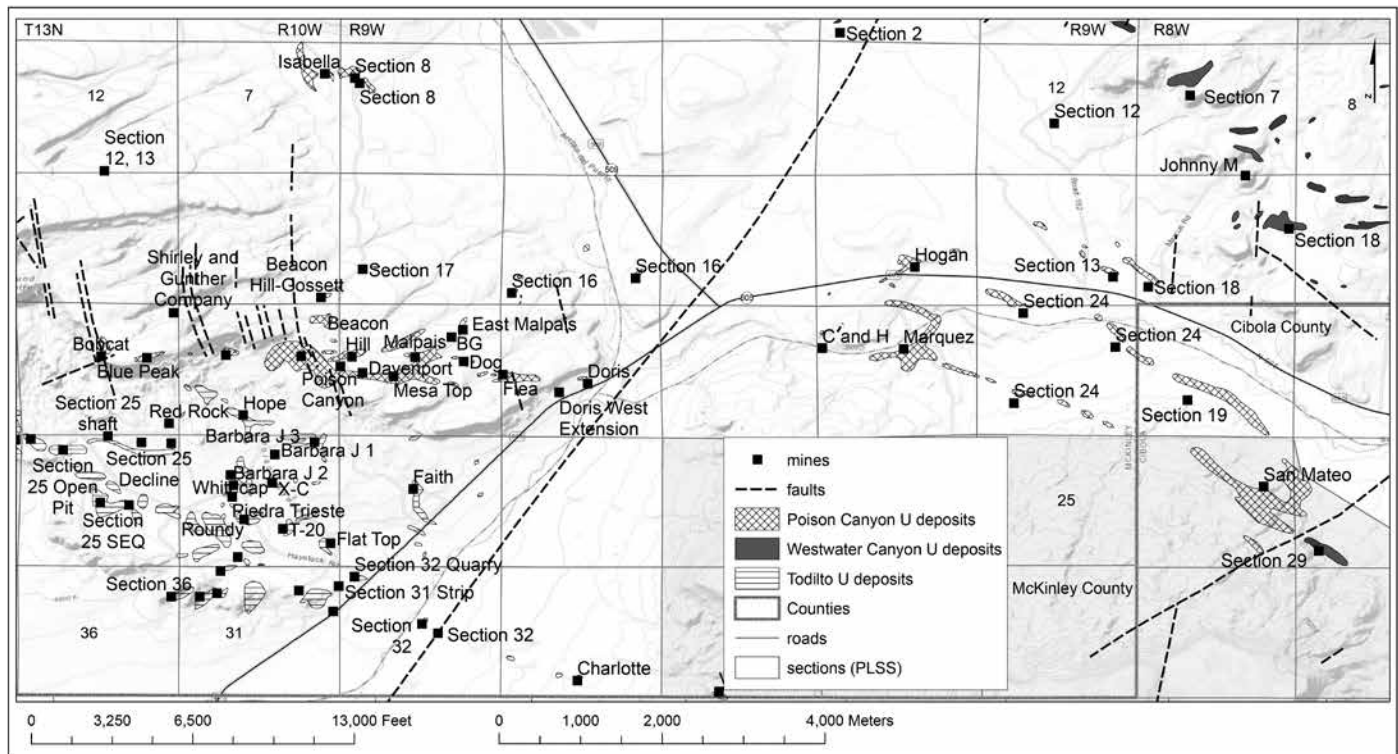 T13N
R10W
R9W
Section 2
R9W
R8W
Isabella
Section 8
Section 8
12
7
12
Section 12
Section 7
8
Z
Section
12, 13
509
Johnny M
Section 18
Shirley and
Gunther
Company
Beacon
Hill-Gossett
Section 17
Section 16
Section 16
Hogan
Section 13
Section 18
605
Section 24
Cibola County
Bobcat
Blue Peak
Beacon
Hill
Malpais
East Malpais
BG
Dog
C and H
Marquez
Section 24
Poison
Canyon
Davenport
Mesa Top
Flea
Doris
Doris West
Extension
Section 24
Section 19
Section 25
shaft
Red Rock
Hope
Barbara J 3
Barbara J 1
Section
25 Open
Pit
Section 25
Decline
Barbara J 2
Whitecap
X-C
Faith
MCKINLEY
CIBOLA
San Mateo
25
Section
25 SEQ
Piedra Trieste
Roundy
T-20
Flat Top
Section 29
Section 32 Quarry
Section 36
Section 31 Strip
McKinley County
36
31
Section
32
Section 32
Charlotte
mines
faults
Poison Canyon U deposits
Westwater Canyon U deposits
Todilto U deposits
Counties
roads
sections (PLSS)
0 3,250 6,500 13,000 Feet
0 1,000 2,000 4,000 Meters